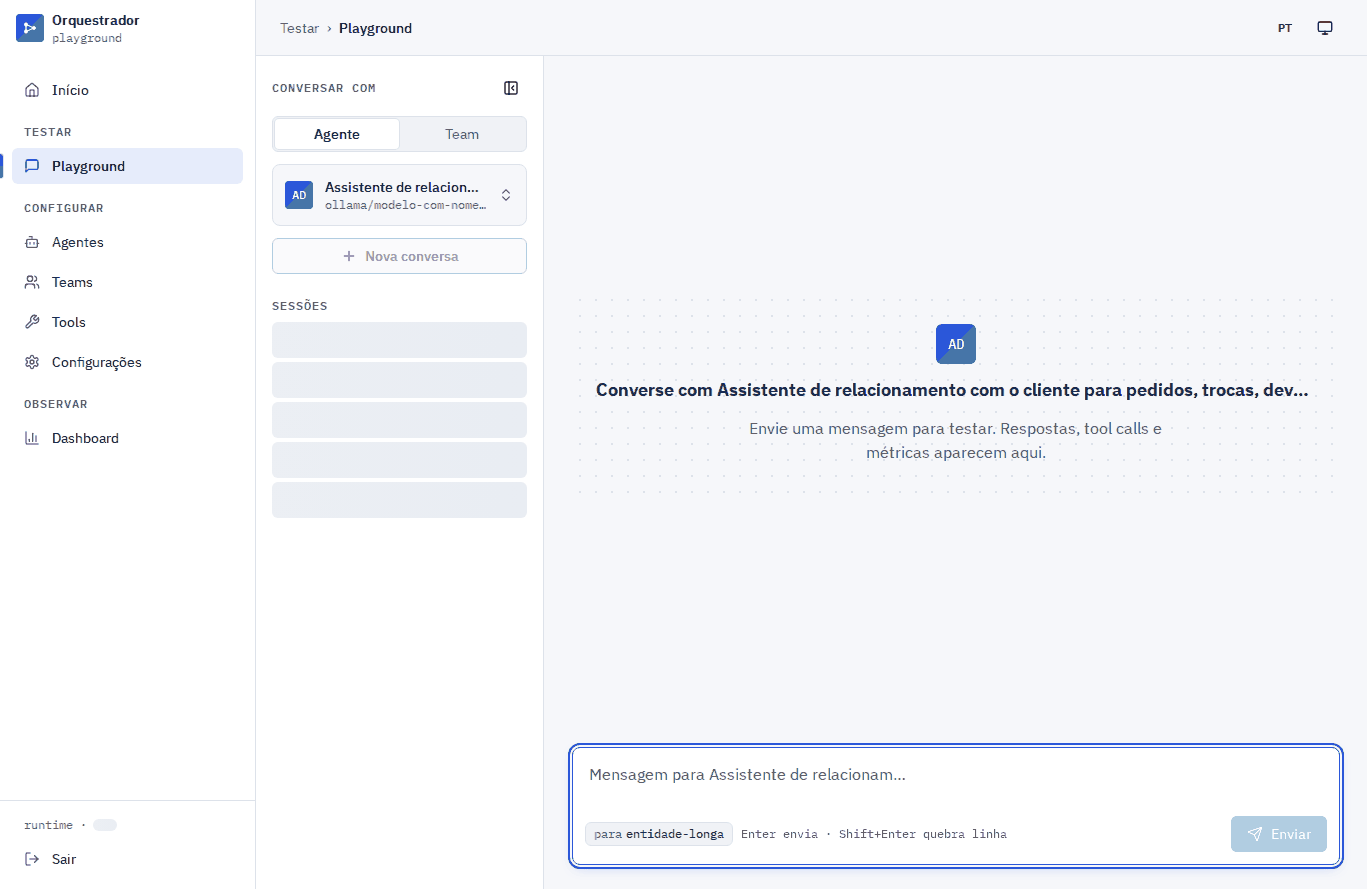 Orquestrador
playground
Início
TESTAR
Playground
CONFIGURAR
Agentes
Teams
Tools
Configurações
OBSERVAR
Dashboard
runtime ·
Sair
Testar › Playground
PT
CONVERSAR COM
Agente
Team
AD
Assistente de relacion...
ollama/modelo-com-nome…
Nova conversa
SESSÕES
AD
Converse com Assistente de relacionamento com o cliente para pedidos, trocas, dev...
Envie uma mensagem para testar. Respostas, tool calls e
métricas aparecem aqui.
Mensagem para Assistente de relacionam...
para entidade-longa
Enter envia · Shift+Enter quebra linha
Enviar